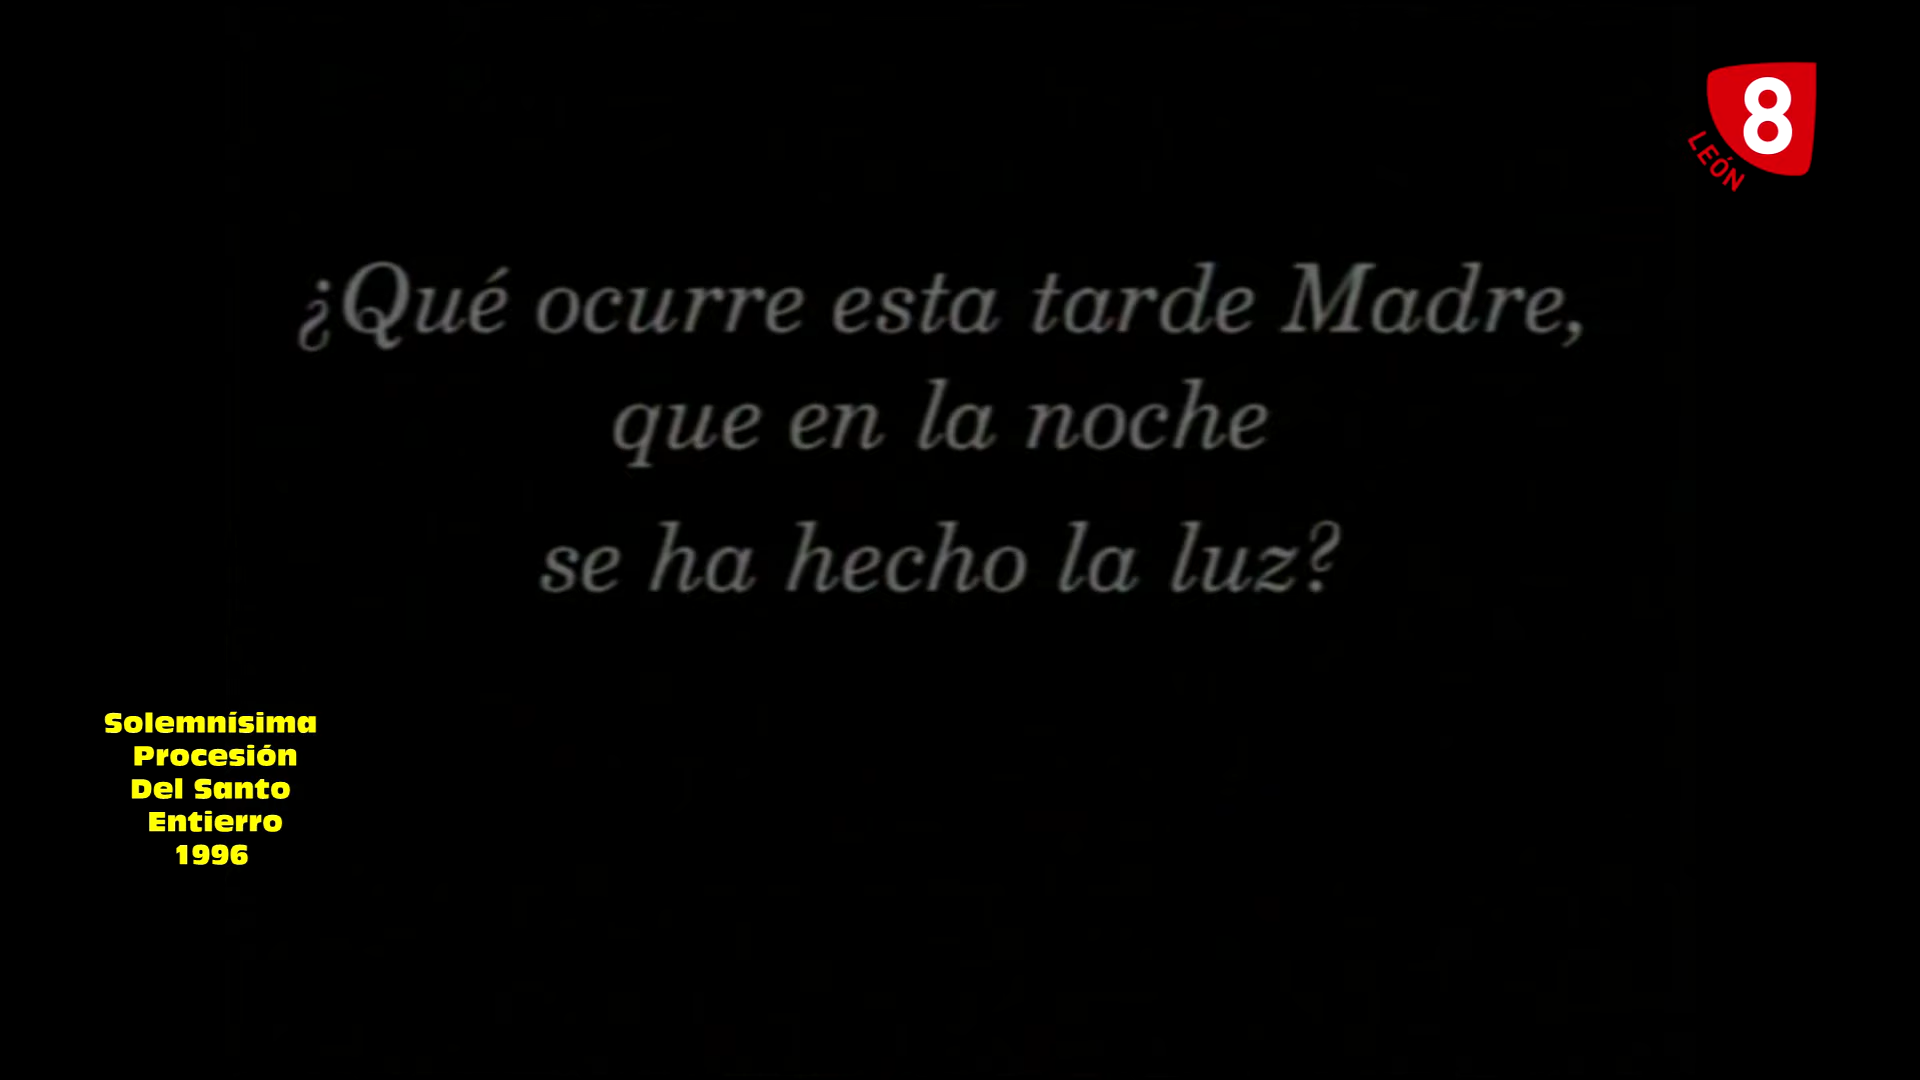 8
LEÓN
¿Qué ocurre esta tarde Madre,
que en la noche
se ha hecho la luz?
Solemnísima
Procesión
Del Santo
Entierro
1996